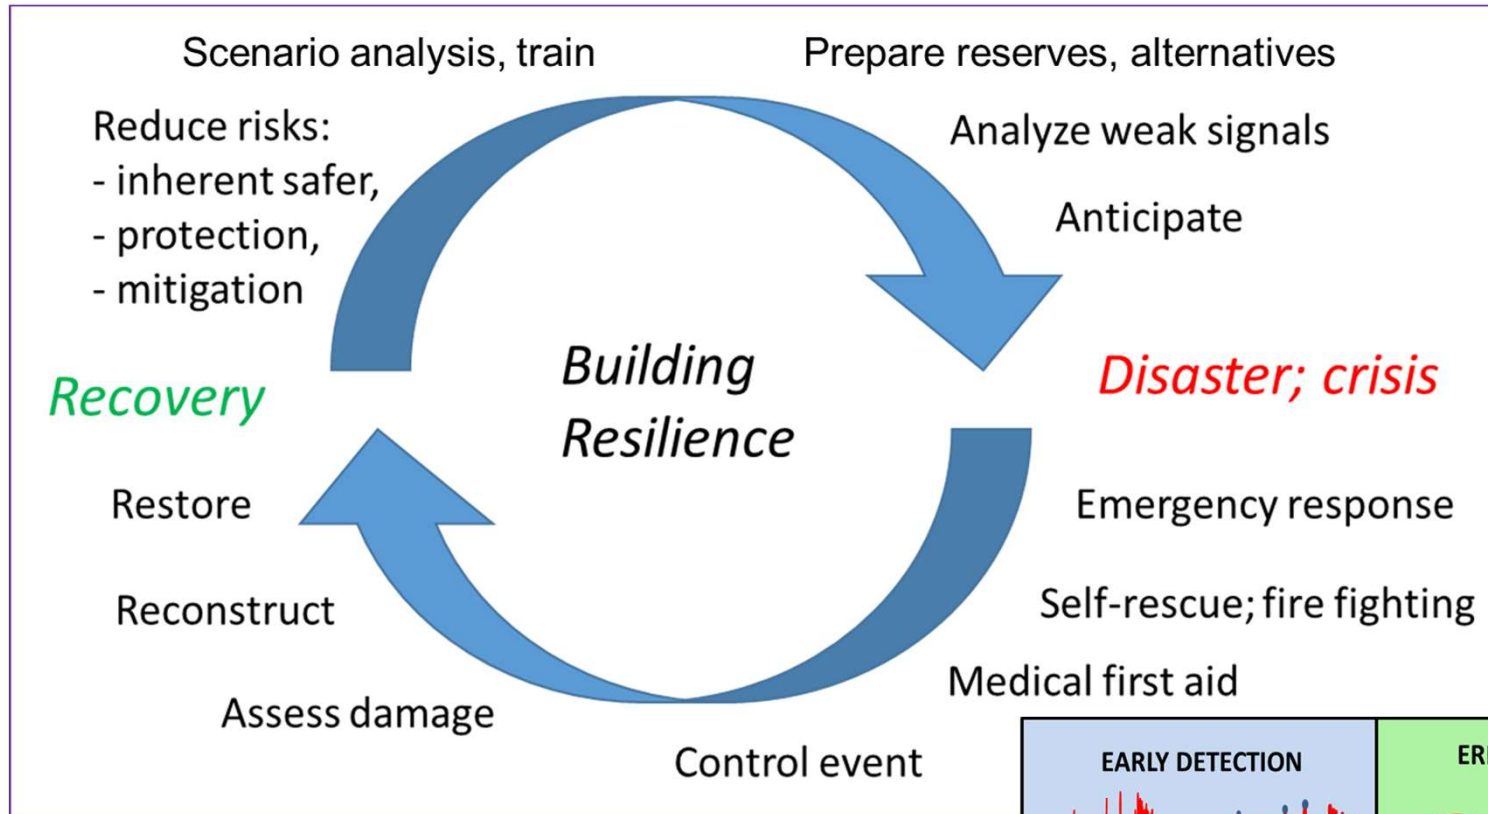 Scenario analysis, train
Prepare reserves, alternatives
Reduce risks:
- inherent safer,
- protection,
- mitigation
Analyze weak signals
Anticipate
Building
Resilience
Recovery
Disaster; crisis
Restore
Emergency response
Reconstruct
Self-rescue; fire fighting
Assess damage
Medical first aid
Control event
EARLY DETECTION